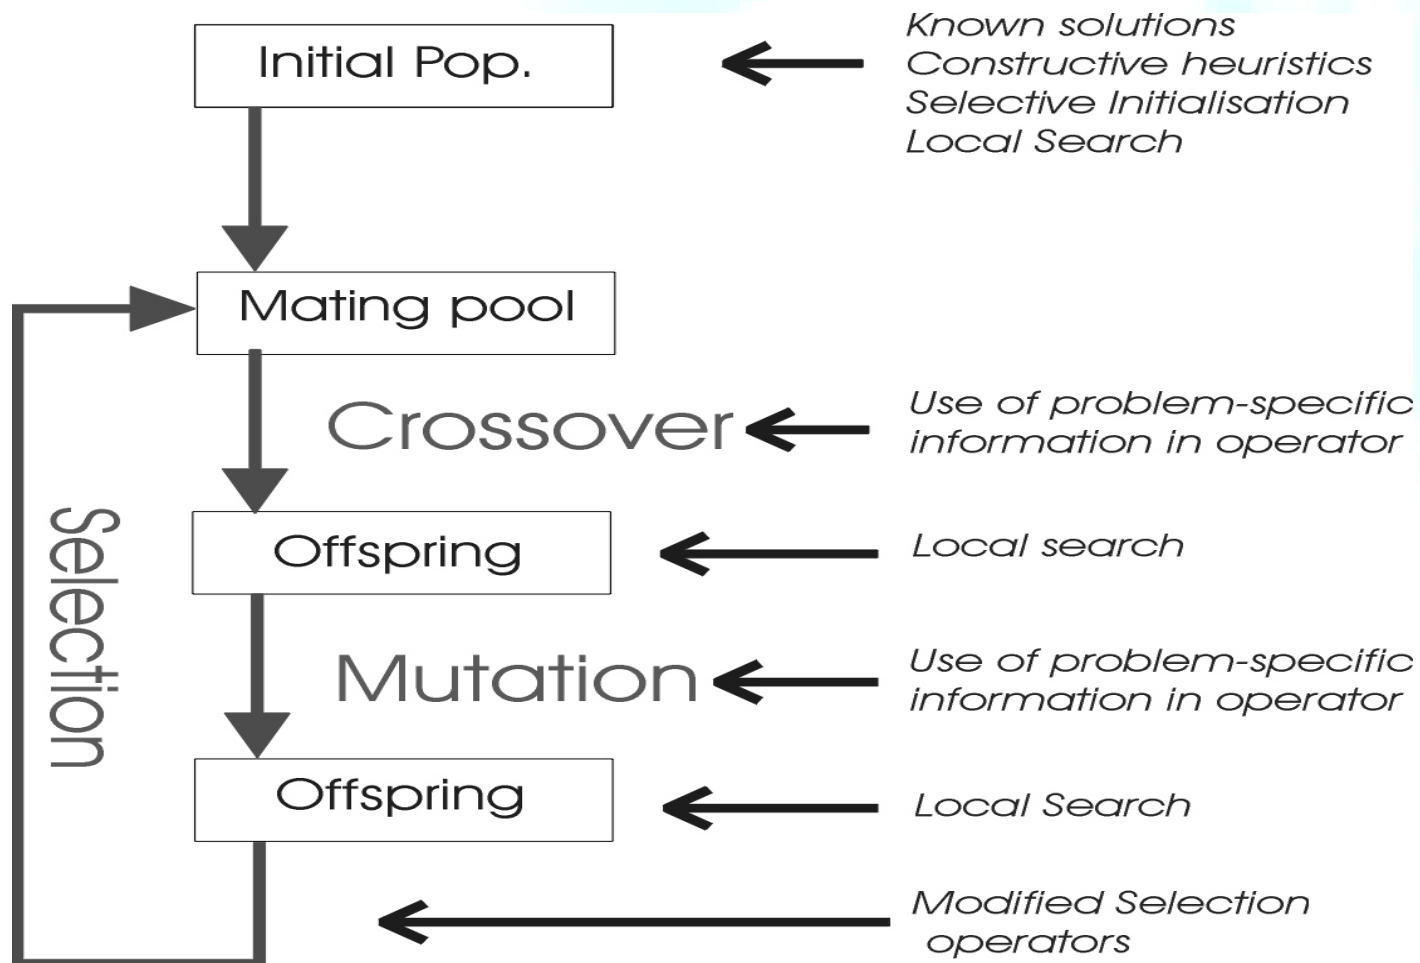 Initial Pop.
Known solutions
Constructive heuristics
Selective Initialisation
Local Search
Mating pool
Crossover
Use of problem-specific
information in operator
Selection
Offspring
Local search
Mutation
Use of problem-specific
information in operator
Offspring
Local Search
Modified Selection
operators